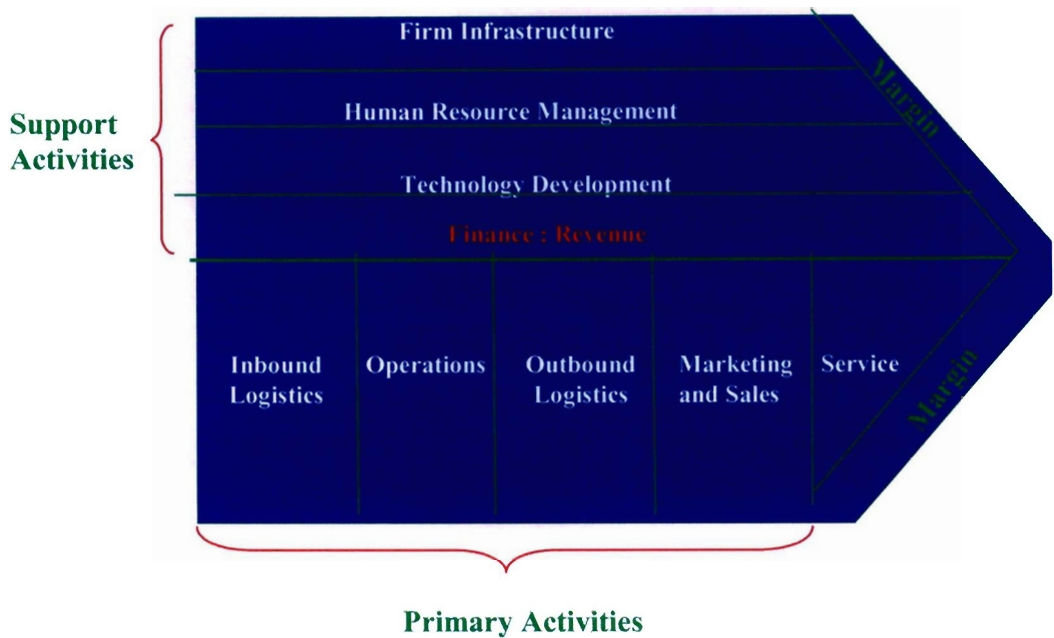 Firm Infrastructure
Margin
Human Resource Management
Support
Activities
Technology Development
Finance : Revenue
Inbound
Logistics
Operations
Outbound
Logistics
Marketing
and Sales
Service
Margin
Primary Activities